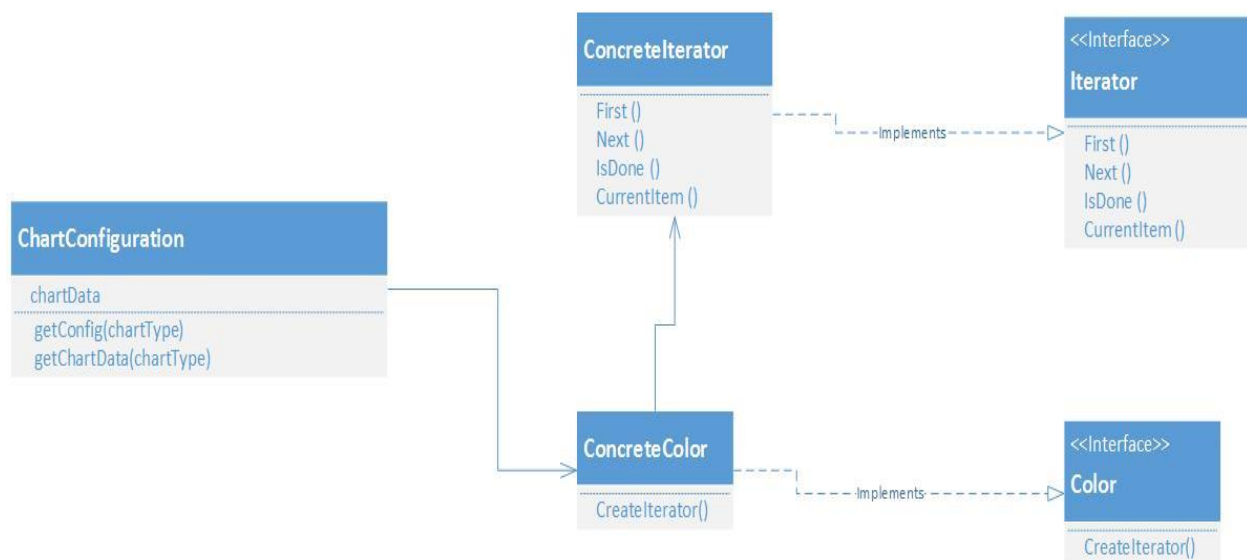 ConcreteIterator
First ()
Next ()
IsDone ()
CurrentItem ()
Implements
<<Interface>>
Iterator
First ()
Next ()
IsDone ()
CurrentItem ()
ChartConfiguration
chartData
getConfig(chartType)
getChartData(chartType)
ConcreteColor
CreateIterator()
Implements
<<Interface>>
Color
CreateIterator()